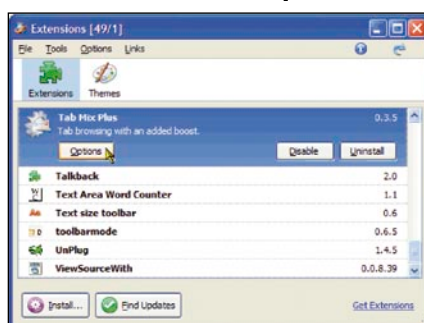 Extensions [49/1]
File Tools Options Links
Extensions Themes
Tab Mix Plus 0.3.5
Tab browsing with an added boost.
Options Disable Uninstall
Talkback 2.0
Text Area Word Counter 1.1
Text size toolbar 0.6
toolbarmode 0.6.5
UnPlug 1.4.5
ViewSourceWith 0.0.8.39
Install... Find Updates Get Extensions